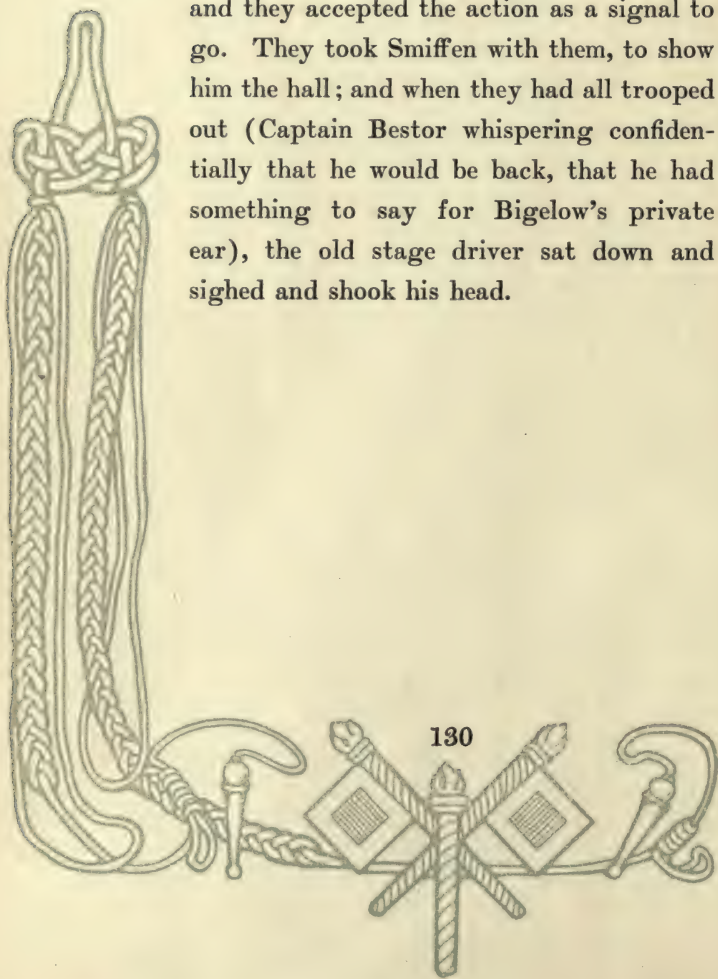 and they accepted the action as a signal to
go. They took Smiffen with them, to show
him the hall; and when they had all trooped
out (Captain Bestor whispering confiden-
tially that he would be back, that he had
something to say for Bigelow's private
ear), the old stage driver sat down and
sighed and shook his head.
130